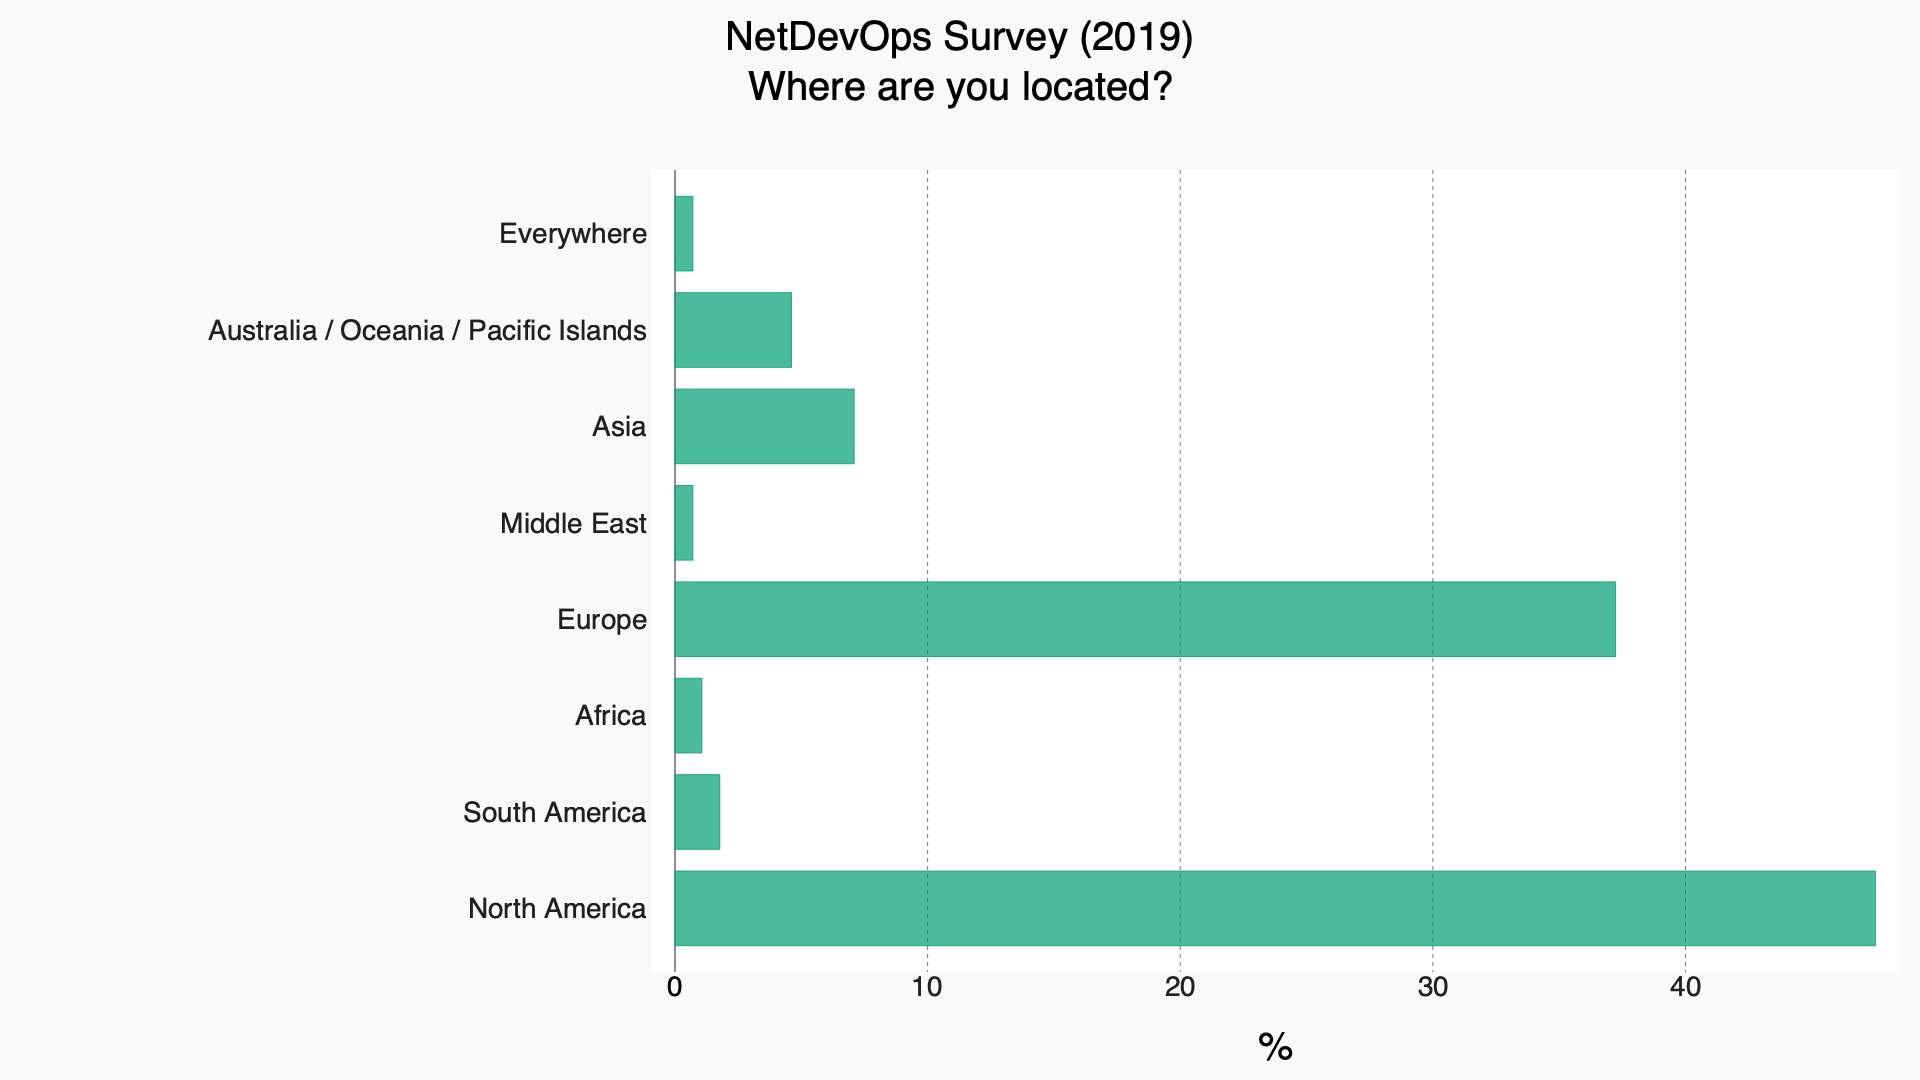 NetDevOps Survey (2019)
Where are you located?
Everywhere
Australia / Oceania / Pacific Islands
Asia
Middle East
Europe
Africa
South America
North America
0 10 20 30 40
%